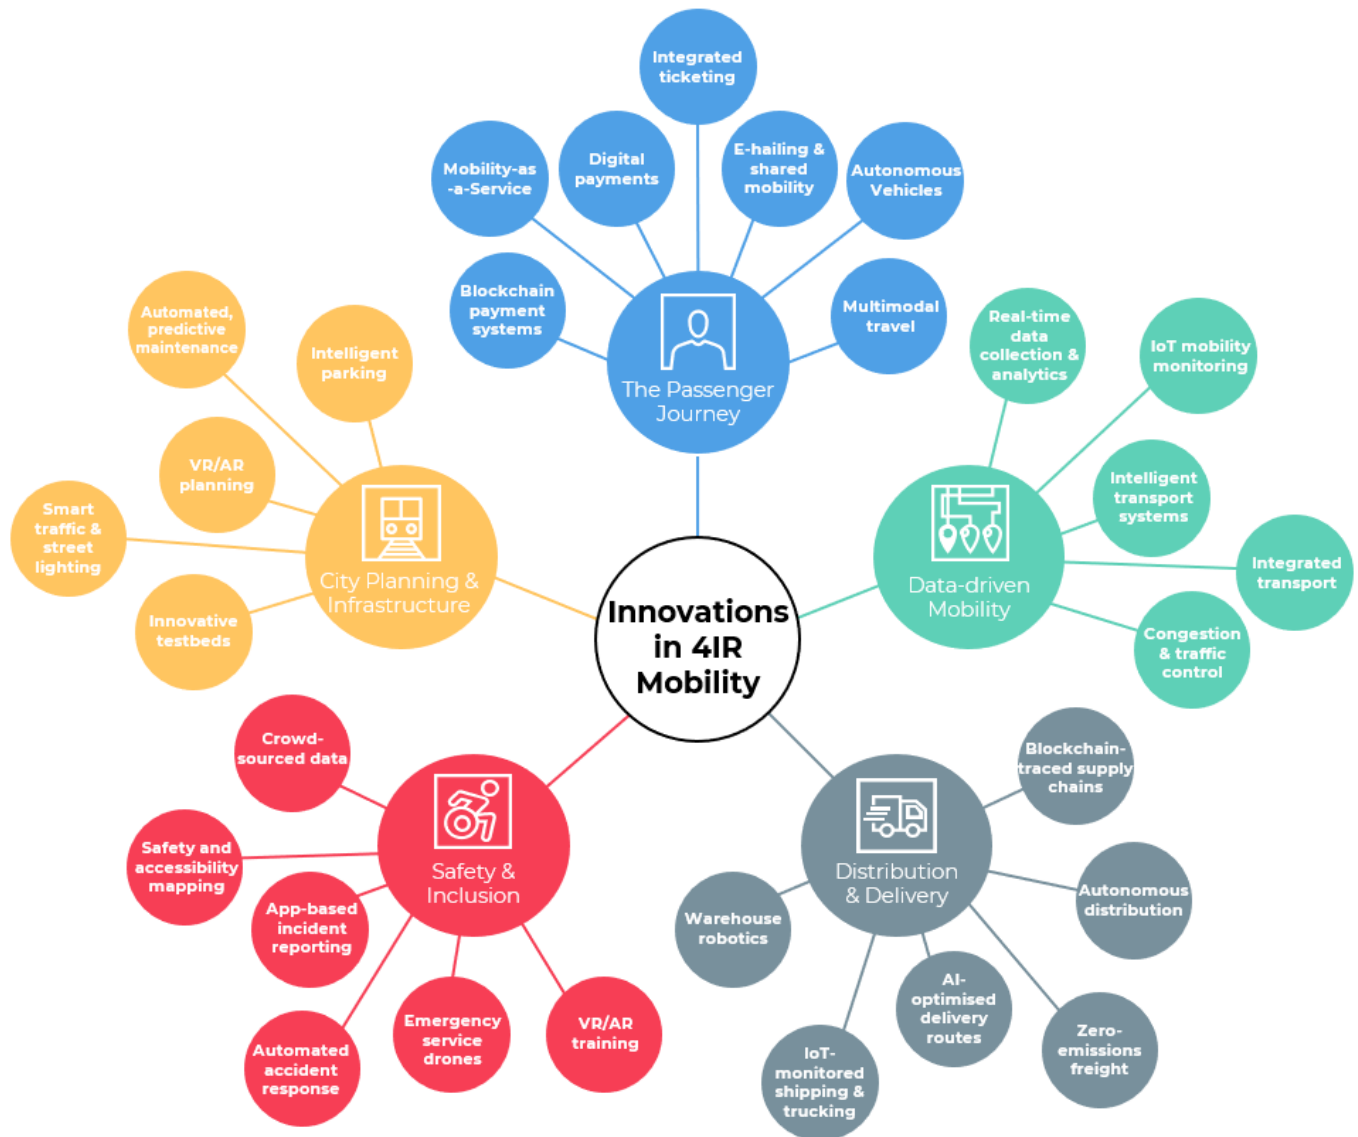 Integrated
ticketing
Digital
payments
E-hailing &
shared
mobility
Mobility-as
-a-Service
Autonomous
Vehicles
Blockchain
payment
systems
Multimodal
travel
The Passenger
Journey
Automated,
predictive
maintenance
Intelligent
parking
VR/AR
planning
Smart
traffic &
street
lighting
Innovative
testbeds
City Planning &
Infrastructure
Real-time
data
collection &
analytics
IoT mobility
monitoring
Intelligent
transport
systems
Integrated
transport
Congestion
& traffic
control
Data-driven
Mobility
Innovations
in 4IR
Mobility
Crowd-
sourced data
Safety and
accessibility
mapping
App-based
incident
reporting
Automated
accident
response
Emergency
service
drones
VR/AR
training
Safety &
Inclusion
Blockchain-
traced supply
chains
Autonomous
distribution
Zero-
emissions
freight
AI-
optimised
delivery
routes
IoT-
monitored
shipping &
trucking
Warehouse
robotics
Distribution
& Delivery